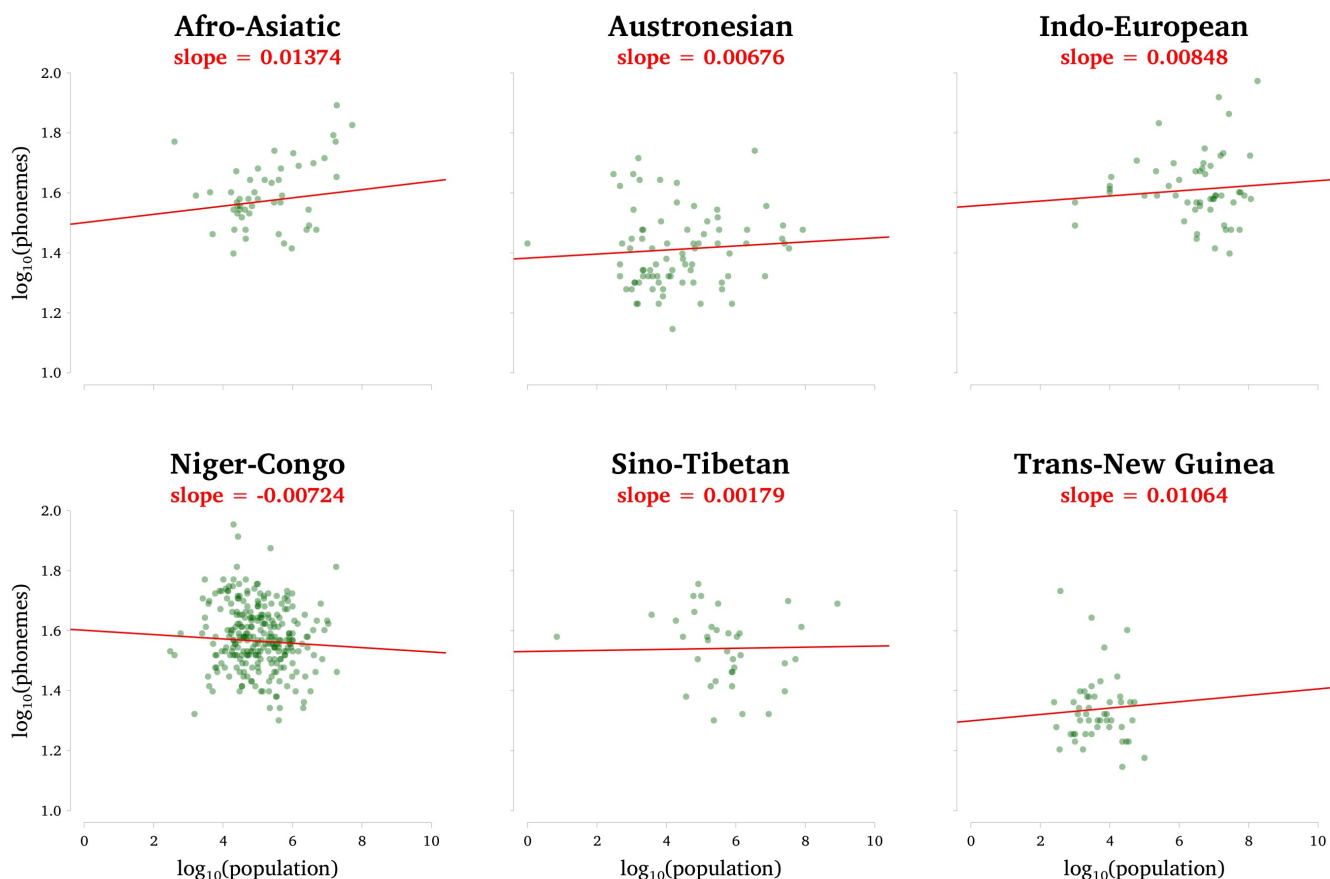 Afro-Asiatic
slope = 0.01374
Austronesian
slope = 0.00676
Indo-European
slope = 0.00848
log10(phonemes)
2.0
1.8
1.6
1.4
1.2
1.0
Niger-Congo
slope = -0.00724
Sino-Tibetan
slope = 0.00179
Trans-New Guinea
slope = 0.01064
log10(phonemes)
2.0
1.8
1.6
1.4
1.2
1.0
0 2 4 6 8 10
0 2 4 6 8 10
0 2 4 6 8 10
log10(population)
log10(population)
log10(population)